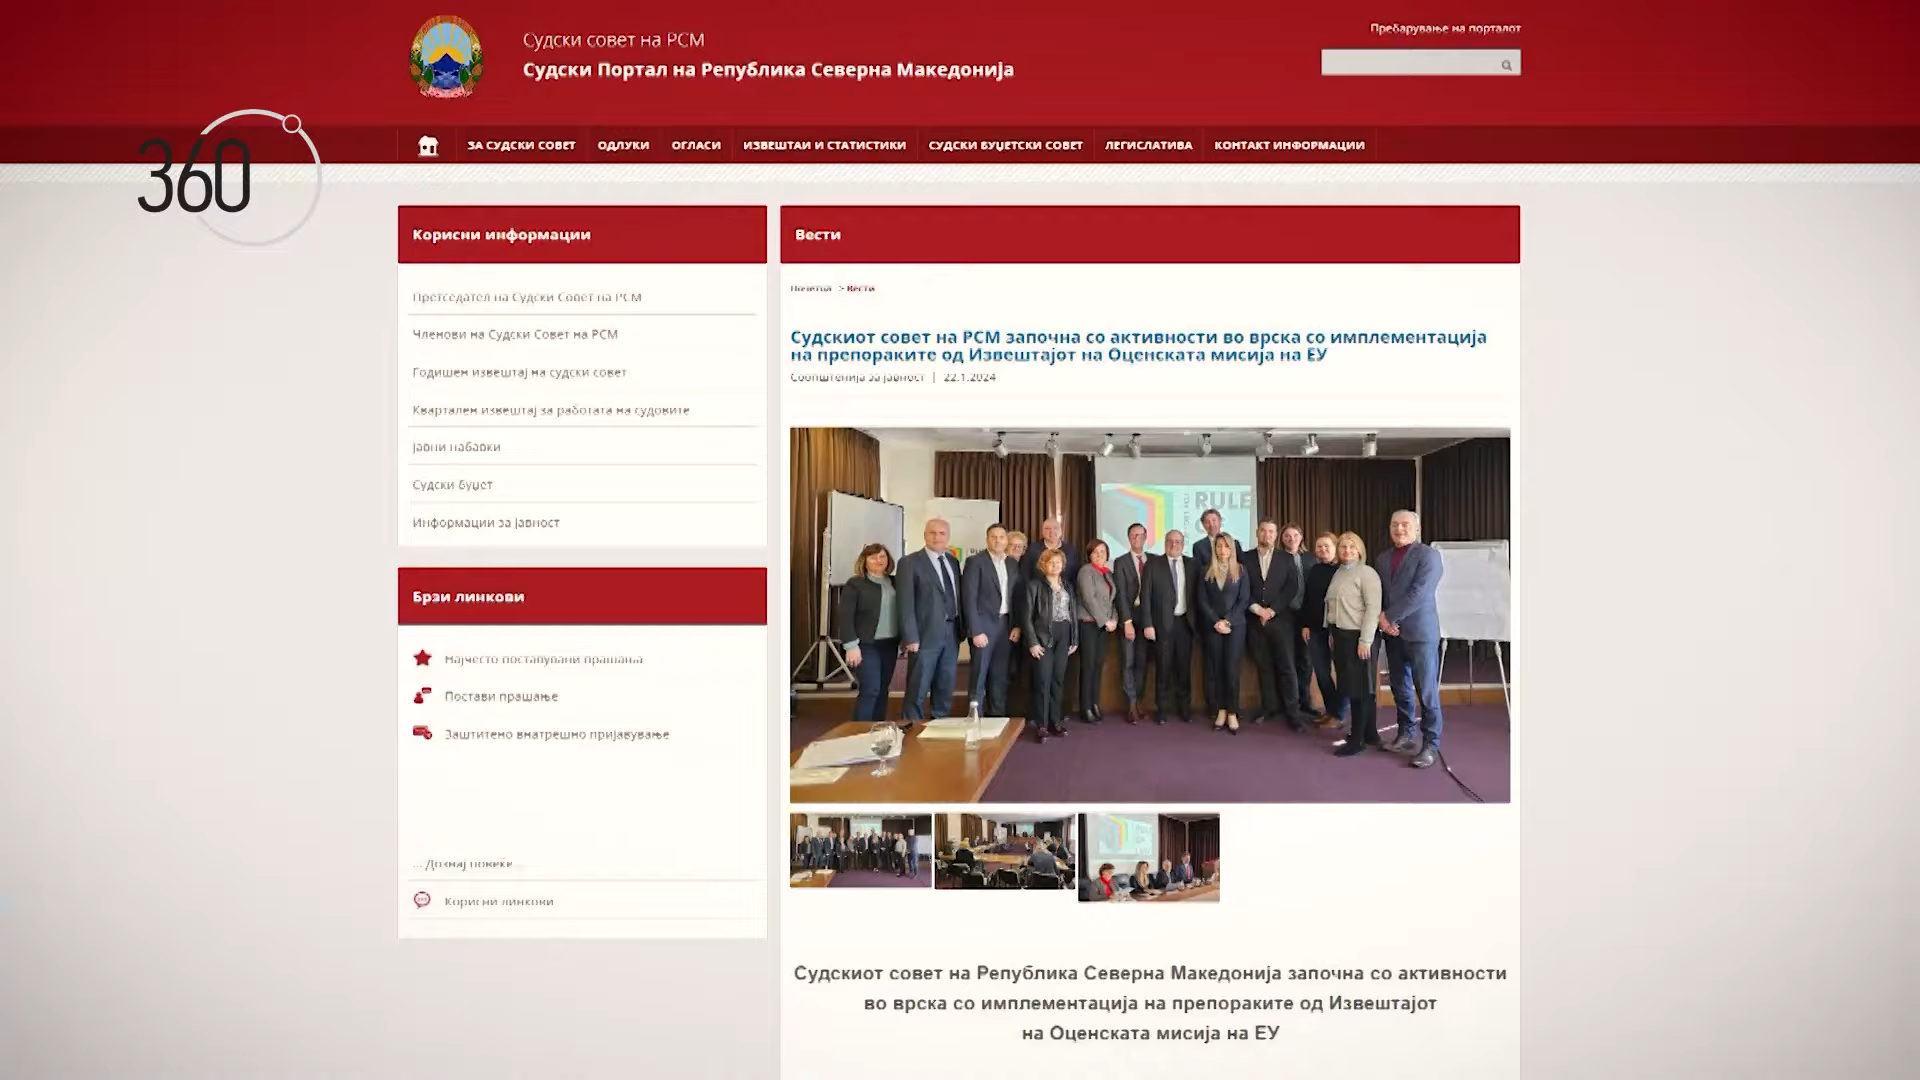 Судски совет на РСМ
Судски Портал на Република Северна Македонија
Пребарување на порталот
360
ЗА СУДСКИ СОВЕТ
ОДЛУКИ
ОГЛАСИ
ИЗВЕШТАИ И СТАТИСТИКИ
СУДСКИ БУЏЕТСКИ СОВЕТ
ЛЕГИСЛАТИВА
КОНТАКТ ИНФОРМАЦИИ
Корисни информации
Претседател на Судски Совет на РСМ
Членови на Судски Совет на РСМ
Годишен извештај на судски совет
Квартален извештај за работата на судовите
Јавни набавки
Судски буџет
Информации за јавност
Брзи линкови
Најчесто поставувани прашања
Постави прашање
Заштитено внатрешно пријавување
... Дознај повеќе...
Корисни линкови
Вести
Почетна > Вести
Судскиот совет на РСМ започна со активности во врска со имплементација
на препораките од Извештајот на Оценската мисија на ЕУ
Соопштенија за јавност | 22.1.2024
RULE
Судскиот совет на Република Северна Македонија започна со активности
во врска со имплементација на препораките од Извештајот
на Оценската мисија на ЕУ